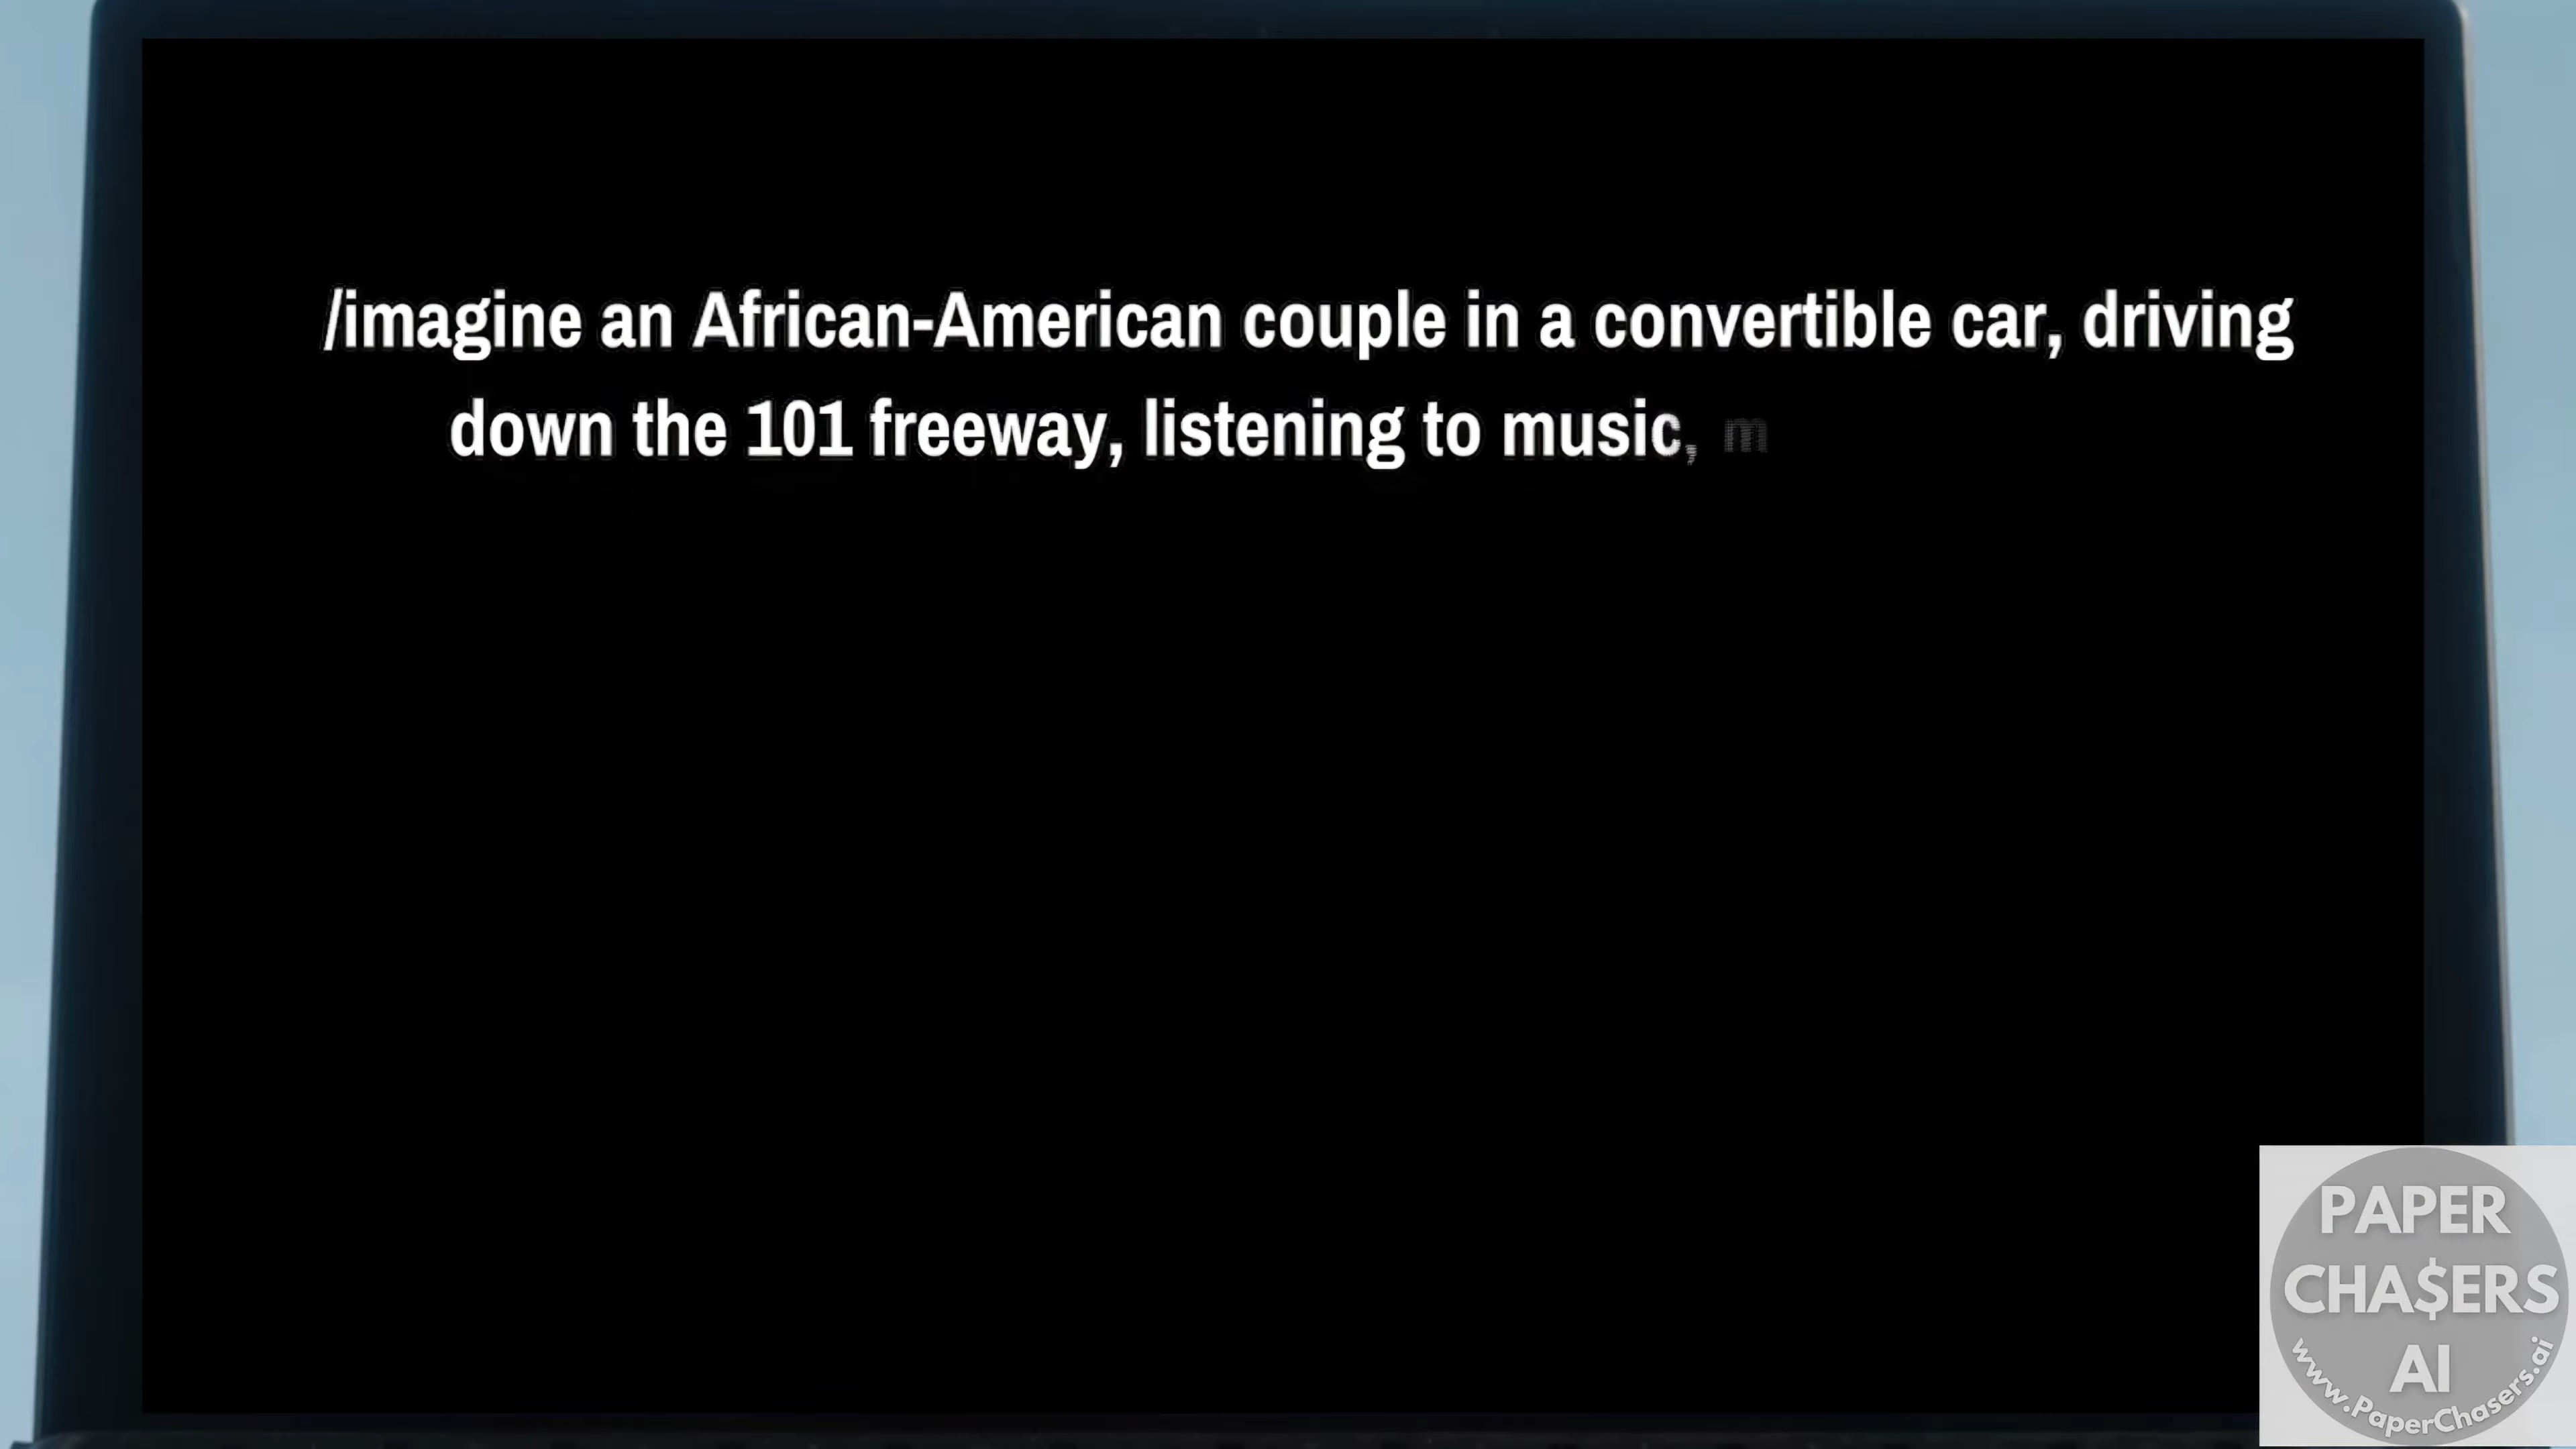 /imagine an African-American couple in a convertible car, driving
down the 101 freeway, listening to music, m
PAPER
CHA$ERS
AI
www.PaperChasers.ai